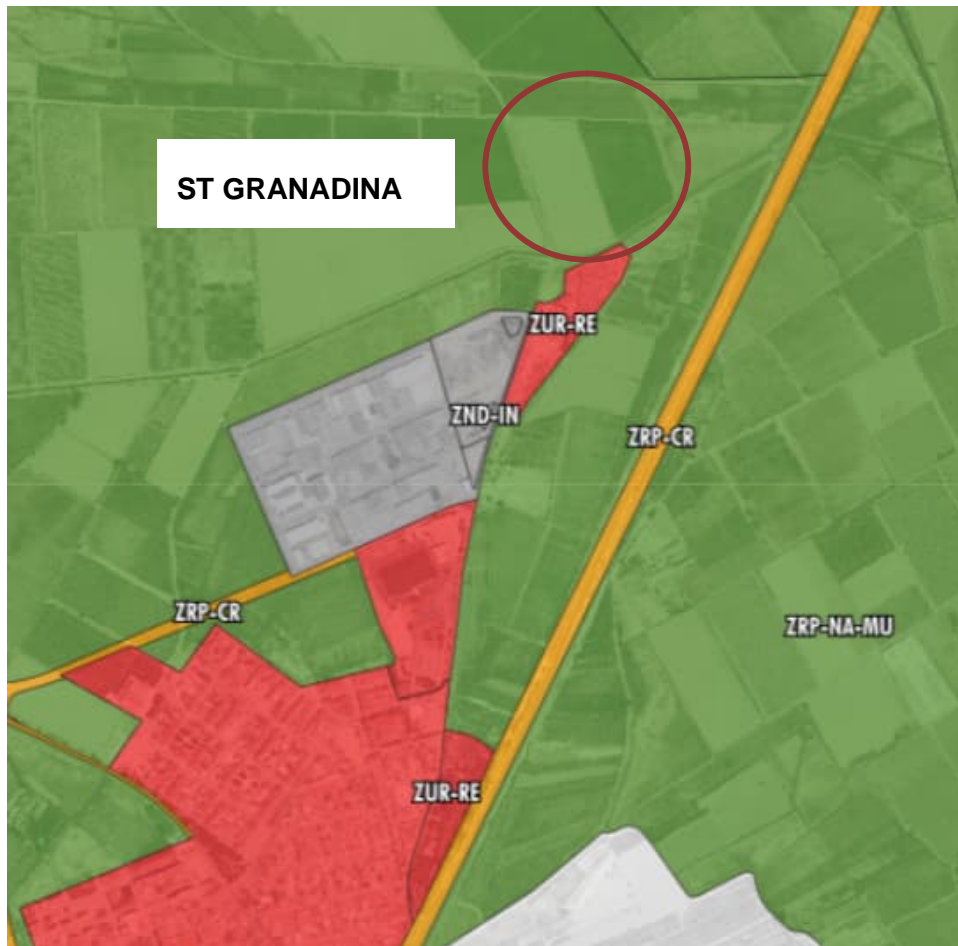 ST GRANADINA
ZUR-RE
ZND-IN
ZRP-CR
ZRP-CR
ZRP-NA-MU
ZUR-RE